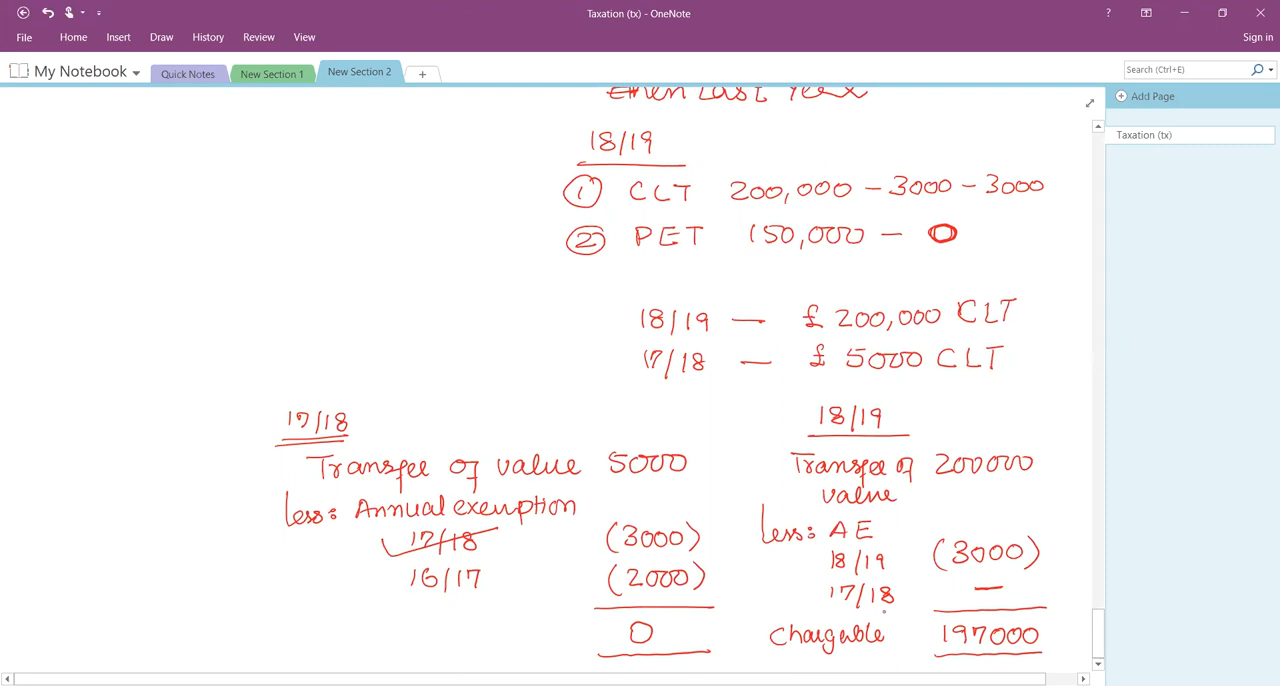 Taxation (tx) - OneNote
?
File Home Insert Draw History Review View
Sign in
My Notebook
Quick Notes
New Section 1
New Section 2
+
Search (Ctrl+E)
Add Page
Taxation (tx)
then Last Year
18/19
① CLT 200,000 - 3000 - 3000
② PET 150,000 - 0
18/19 — £ 200,000 CLT
17/18 — £ 5000 CLT
17/18
Transfer of value 5000
less: Annual exemption
17/18 (3000)
16/17 (2000)
0
18/19
Transfer of 200000
value
less: AE
18/19 (3000)
17/18 —
Chargable 197000